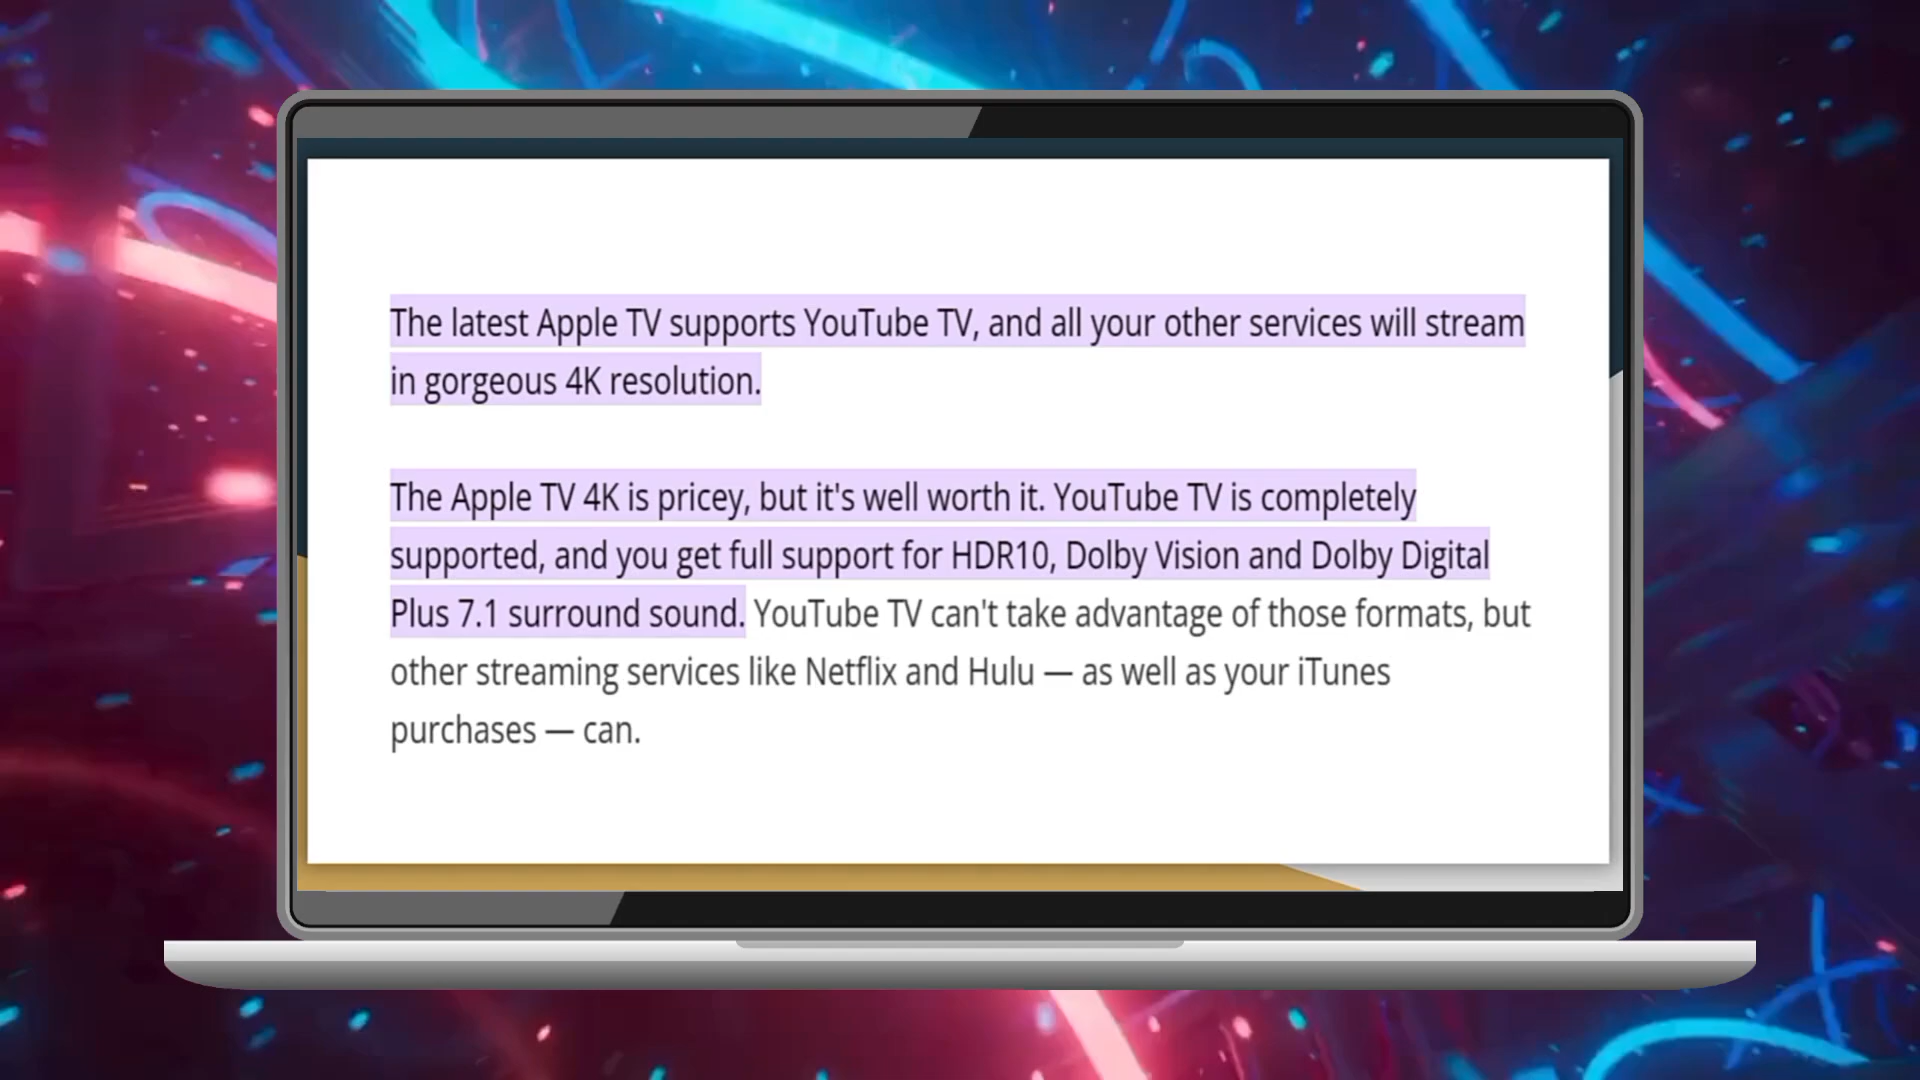 The latest Apple TV supports YouTube TV, and all your other services will stream
in gorgeous 4K resolution.
The Apple TV 4K is pricey, but it's well worth it. YouTube TV is completely
supported, and you get full support for HDR10, Dolby Vision and Dolby Digital
Plus 7.1 surround sound. YouTube TV can't take advantage of those formats, but
other streaming services like Netflix and Hulu — as well as your iTunes
purchases — can.